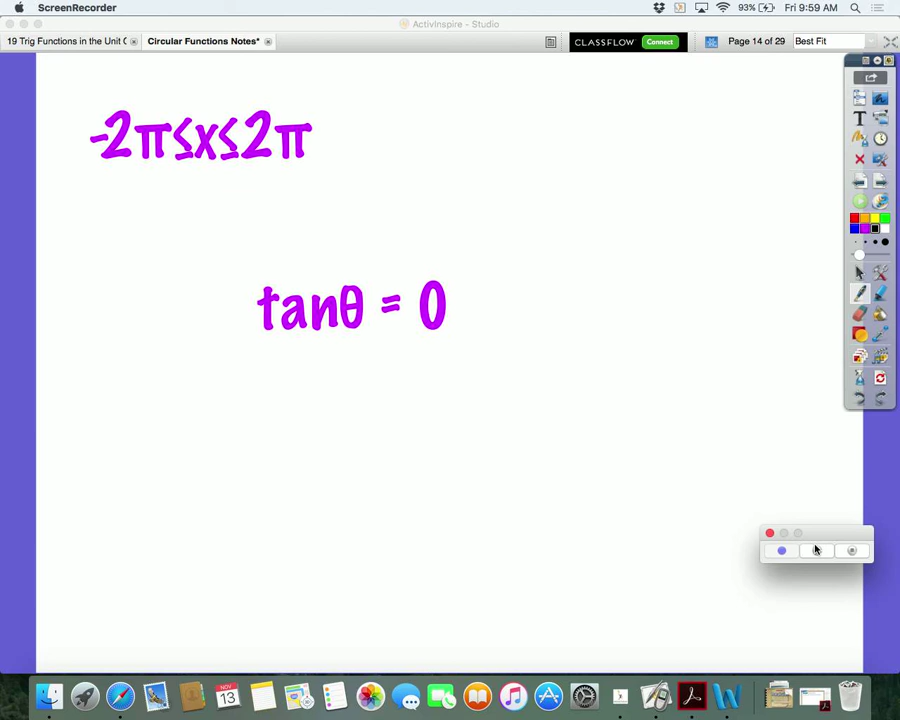 ScreenRecorder
93%
Fri 9:59 AM
ActivInspire - Studio
19 Trig Functions in the Unit C
Circular Functions Notes*
CLASSFLOW
Connect
Page 14 of 29
Best Fit
-2π≤x≤2π
T
tanθ = 0
NOV
13